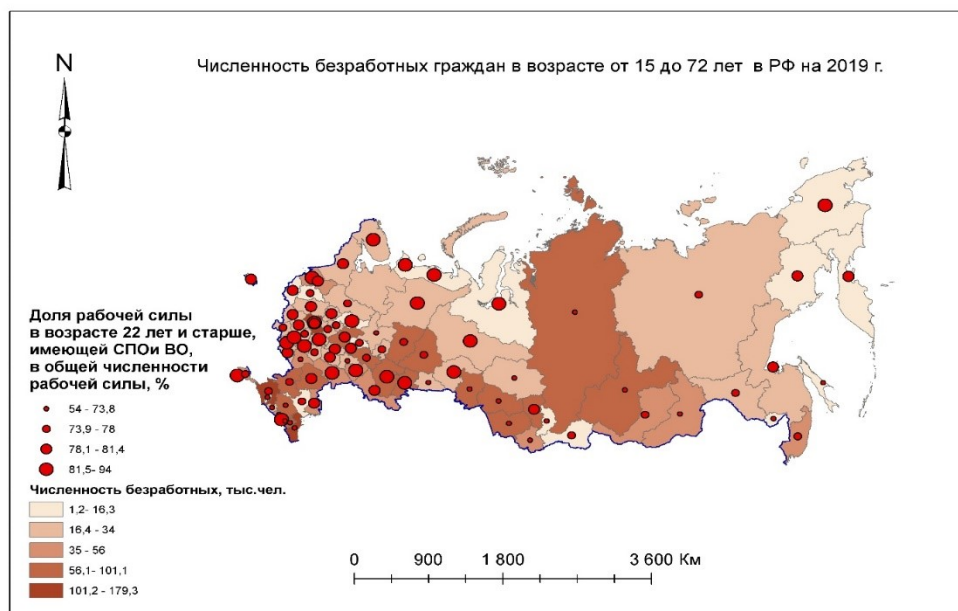 Численность безработных граждан в возрасте от 15 до 72 лет в РФ на 2019 г.
N
Доля рабочей силы
в возрасте 22 лет и старше,
имеющей СПОи ВО,
в общей численности
рабочей силы, %
54 - 73,8
73,9 - 78
78,1 - 81,4
81,5- 94
Численность безработных, тыс.чел.
1,2- 16,3
16,4 - 34
35 - 56
56,1 - 101,1
101,2 - 179,3
0 900 1 800 3 600 Км